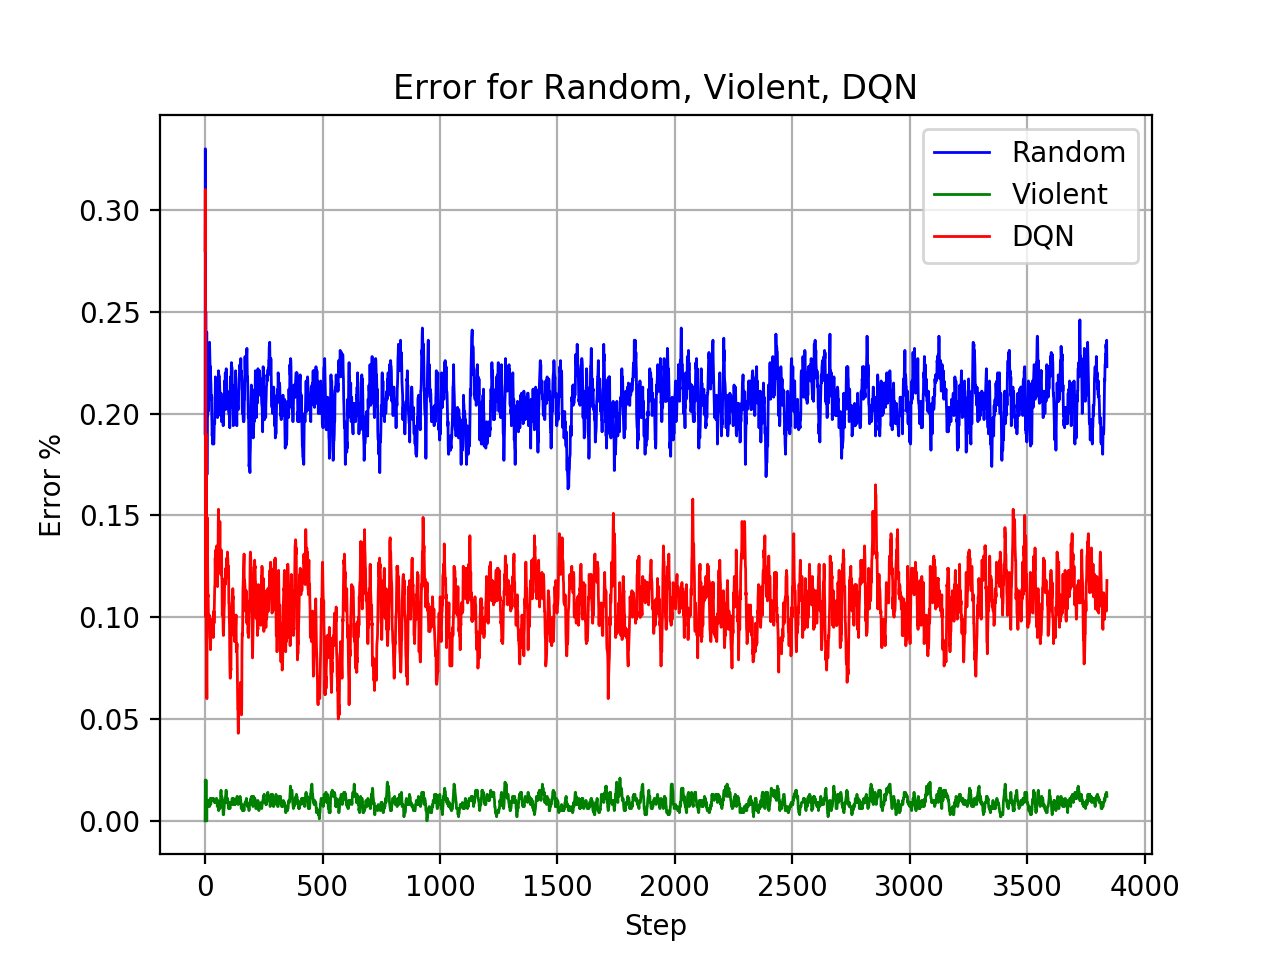 Error for Random, Violent, DQN
Random
Violent
DQN
Error %
0.30
0.25
0.20
0.15
0.10
0.05
0.00
0 500 1000 1500 2000 2500 3000 3500 4000
Step